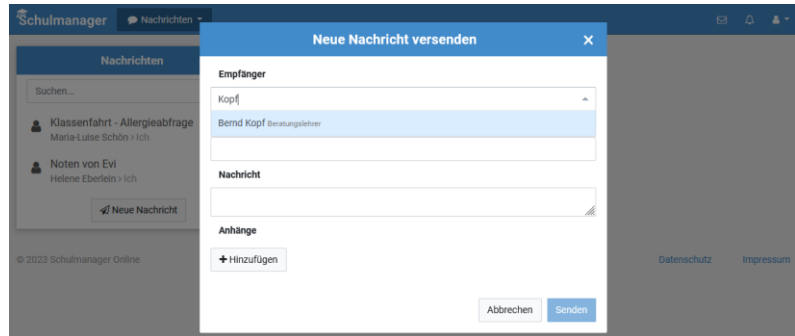 Schulmanager
Nachrichten
Neue Nachricht versenden
Nachrichten
Suchen...
Klassenfahrt - Allergieabfrage
Maria-Luise Schön › Ich
Noten von Evi
Helene Eberlein › Ich
Neue Nachricht
Empfänger
Kopf
Bernd Kopf Beratungslehrer
Nachricht
Anhänge
+ Hinzufügen
Abbrechen
Senden
© 2023 Schulmanager Online
Datenschutz
Impressum